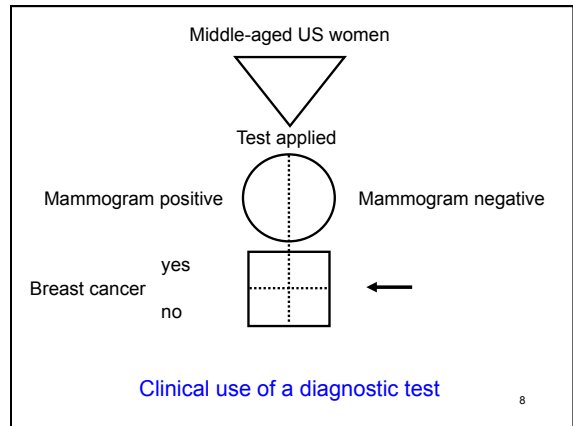 Middle-aged US women
Test applied
Mammogram positive
Mammogram negative
yes
Breast cancer
no
Clinical use of a diagnostic test
8